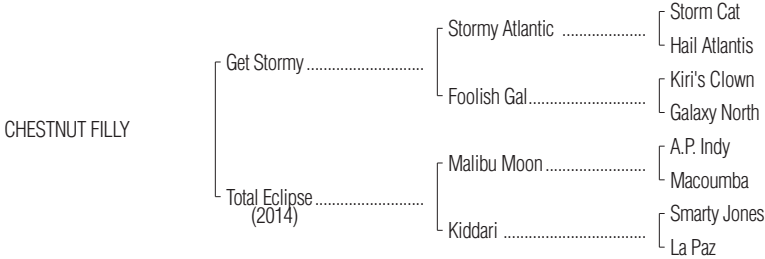 Storm Cat
Stormy Atlantic ......................
Hail Atlantis
Get Stormy ..............................
Kiri's Clown
Foolish Gal ..............................
Galaxy North
CHESTNUT FILLY
A.P. Indy
Malibu Moon ..........................
Macoumba
Total Eclipse ............................
(2014)
Smarty Jones
Kiddari ....................................
La Paz